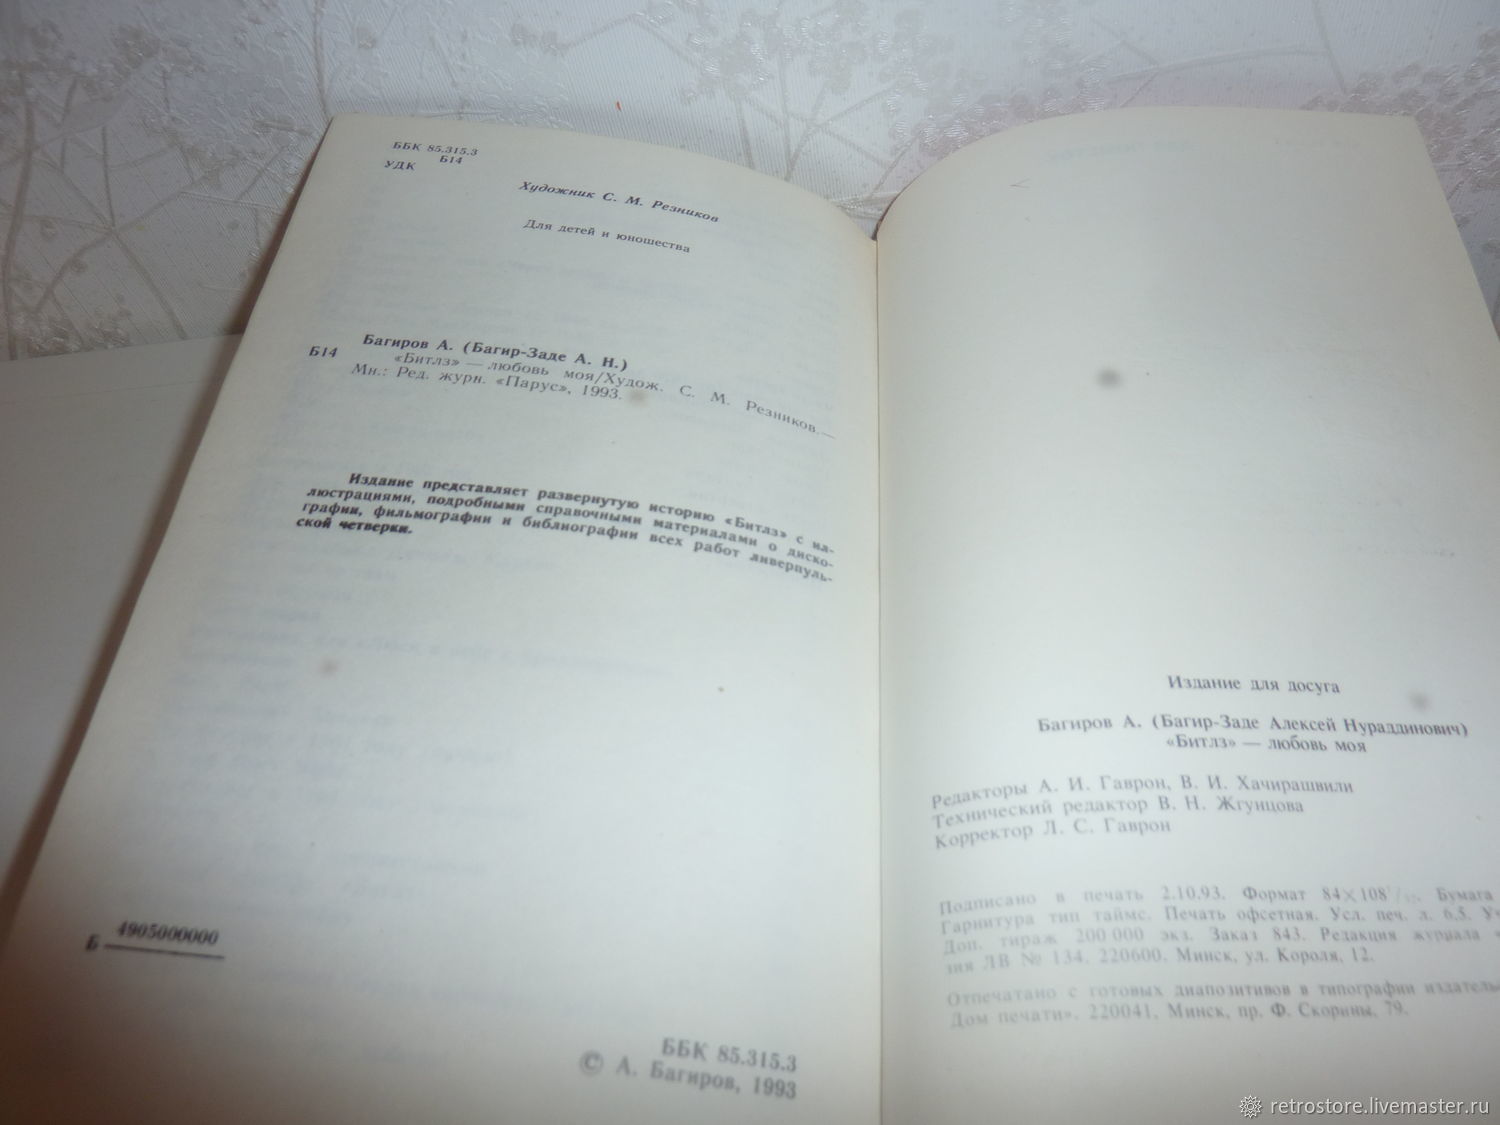 ББК 85.315.3
Б14
УДК
Художник С. М. Резников
Для детей и юношества
Багиров А. (Багир-Заде А. Н.)
Б14 «Битлз» — любовь моя/Худож. С. М. Резников.—
Мн.: Ред. журн. «Парус», 1993.
Издание представляет развернутую историю «Битлз» с ил-
люстрациями, подробными справочными материалами о диско-
графии, фильмографии и библиографии всех работ ливерпуль-
ской четверки.
4905000000
Б
ББК 85.315.3
© А. Багиров, 1993
Издание для досуга
Багиров А. (Багир-Заде Алексей Нураддинович)
«Битлз» — любовь моя
Редакторы А. И. Гаврон, В. И. Хачирашвили
Технический редактор В. Н. Жгунцова
Корректор Л. С. Гаврон
Подписано в печать 2.10.93. Формат 84×108 Бумага
Гарнитура тип таймс. Печать офсетная. Усл. печ. л. 6,5.
Доп. тираж 200 000 экз. Заказ 843. Редакция журнала
зия ЛВ № 134. 220600. Минск, ул. Короля, 12.
Отпечатано с готовых диапозитивов в типографии издатель
Дом печати». 220041. Минск, пр. Ф. Скорины, 79.
retrostore.livemaster.ru